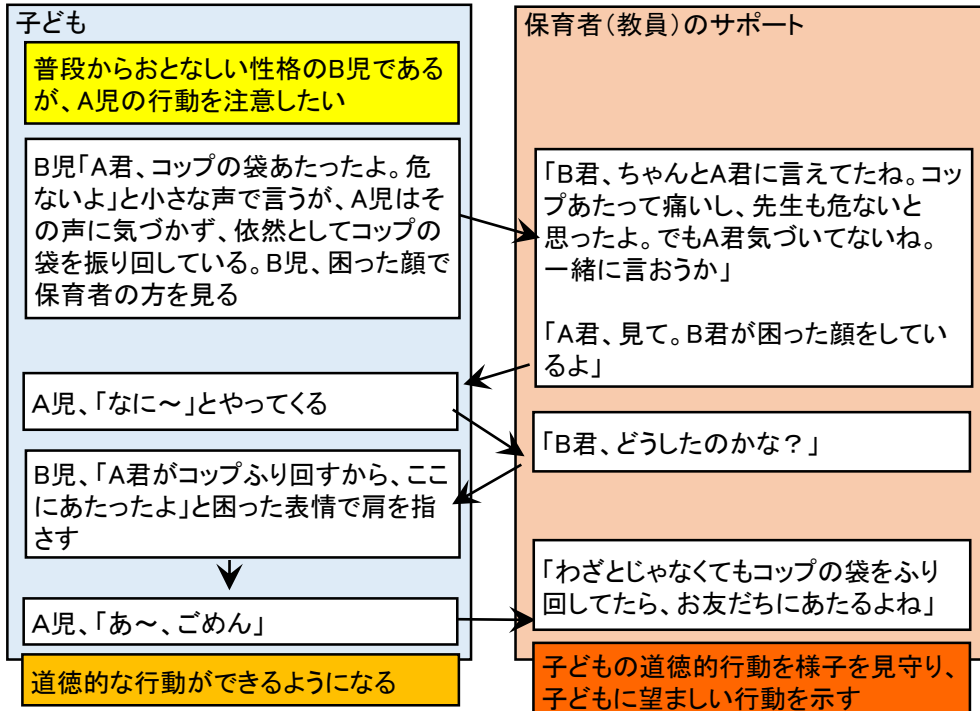 子ども
普段からおとなしい性格のB児である
が、A児の行動を注意したい
B児「A君、コップの袋あたったよ。危
ないよ」と小さな声で言うが、A児はそ
の声に気づかず、依然としてコップの
袋を振り回している。B児、困った顔で
保育者の方を見る
A児、「なに~」とやってくる
B児、「A君がコップふり回すから、ここ
にあたったよ」と困った表情で肩を指
さす
A児、「あ~、ごめん」
道徳的な行動ができるようになる
保育者(教員)のサポート
「B君、ちゃんとA君に言えてたね。コッ
プあたって痛いし、先生も危ないと
思ったよ。でもA君気づいてないね。
一緒に言おうか」
「A君、見て。B君が困った顔をしてい
るよ」
「B君、どうしたのかな?」
「わざとじゃなくてもコップの袋をふり
回してたら、お友だちにあたるよね」
子どもの道徳的行動を様子を見守り、
子どもに望ましい行動を示す